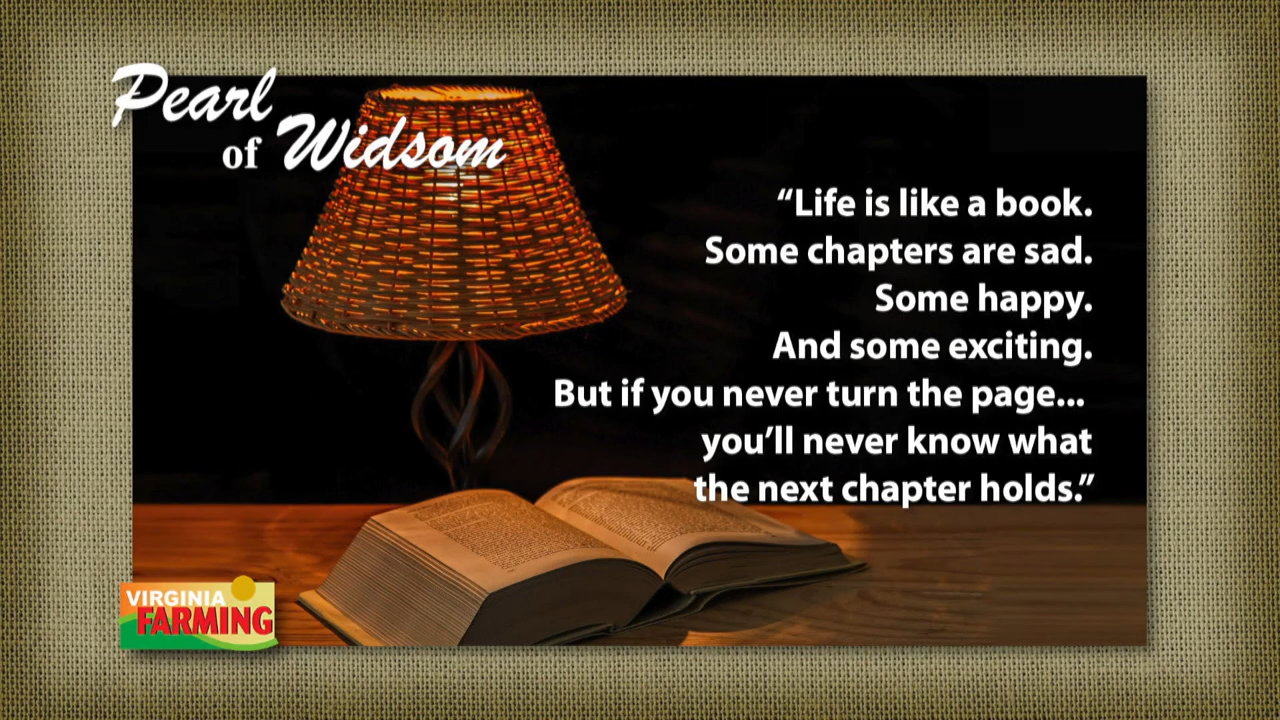 Pearl
of Widsom
“Life is like a book.
Some chapters are sad.
Some happy.
And some exciting.
But if you never turn the page...
you’ll never know what
the next chapter holds.”
VIRGINIA
FARMING